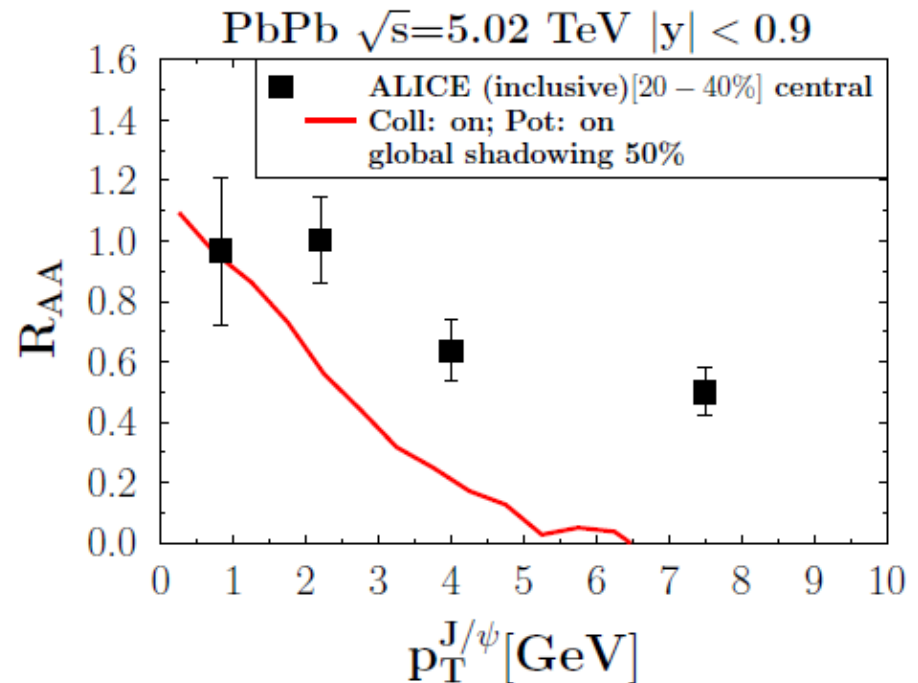 PbPb √s=5.02 TeV |y| < 0.9
ALICE (inclusive)[20 − 40%] central
Coll: on; Pot: on
global shadowing 50%
R_AA
1.6
1.4
1.2
1.0
0.8
0.6
0.4
0.2
0.0
0 1 2 3 4 5 6 7 8 9 10
p_T^{J/ψ}[GeV]